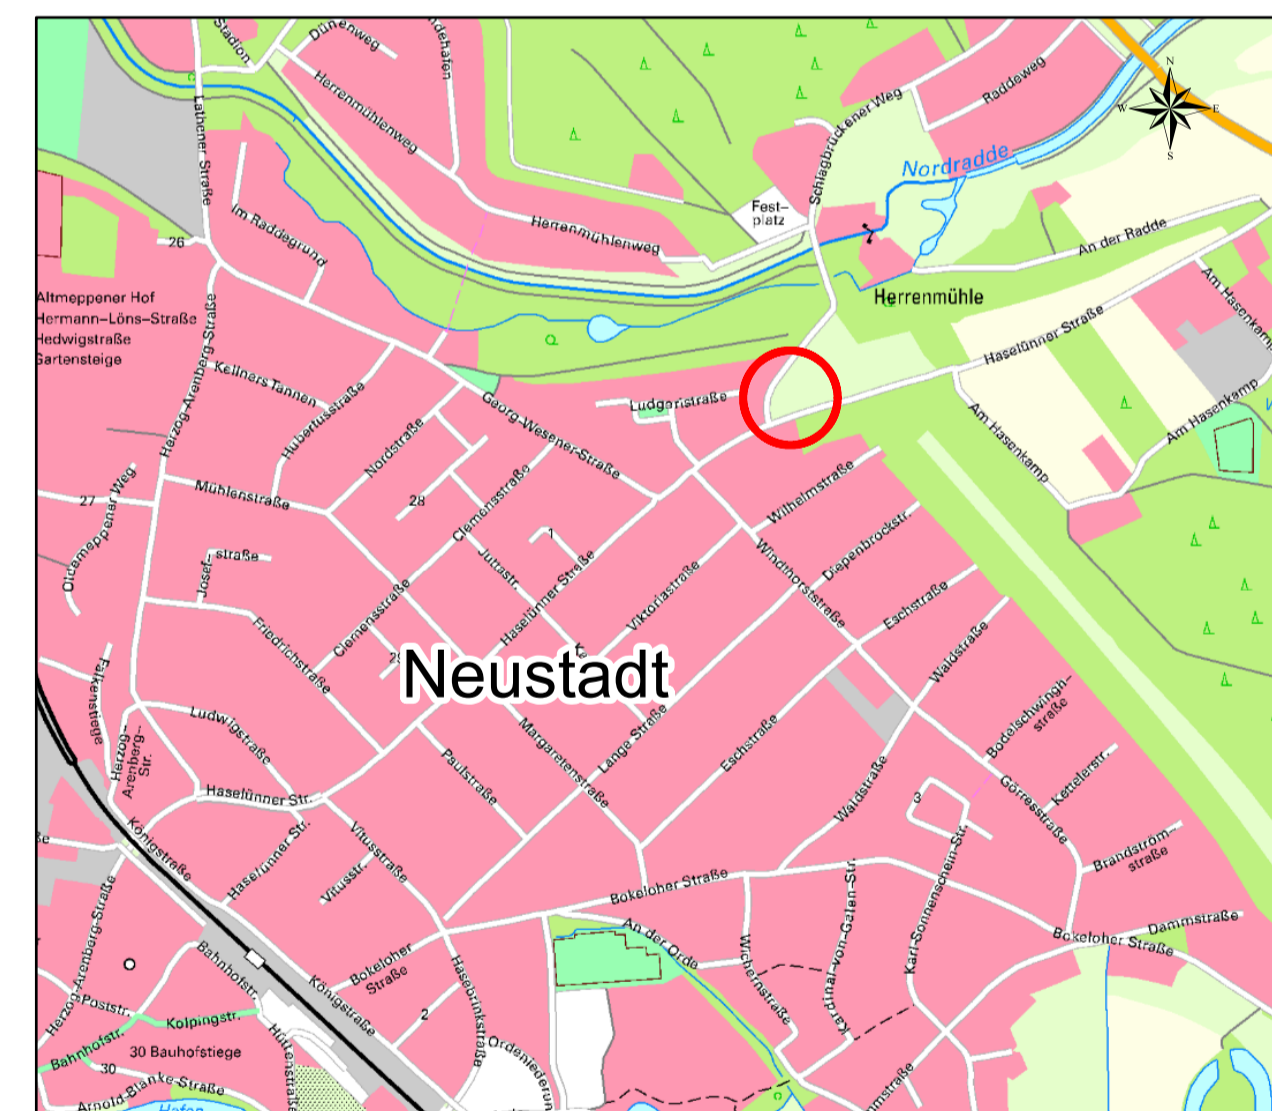 Stadion
Dünenweg
N
W
E
S
Lathener Straße
Herrenmühlenweg
Schlagbrückener Weg
Raddeweg
Nordradde
Fest–
platz
Im Raddegrund
26
Herrenmühlenweg
An der Radde
Am Hasenkamp
Altmeppener Hof
Hermann–Löns–Straße
Hedwigstraße
Gartensteige
Herrenmühle
Haselünner Straße
Herzog-Arenberg-Straße
Kellners Tannen
Hubertusstraße
Georg-Wesener-Straße
Ludgeristraße
Am Hasenkamp
Am Hasenkamp
Nordstraße
Mühlenstraße
27
28
Clemensstraße
1
Wilhelmstraße
Oldemeppener Weg
Josef-
straße
Juttastr.
Haselünner Straße
Viktoriastraße
Windthorststraße
Diepenbrockstr.
Eschstraße
Friedrichstraße
Clemensstraße
Neustadt
Waldstraße
Falkenstiege
Herzog-
Arenberg-
Str.
Ludwigstraße
Margaretenstraße
Lange Straße
Eschstraße
Bodelschwingh–
straße
Paulstraße
Waldstraße
Görresstraße
Kettelerstr.
3
Haselünner Str.
Königstraße
Haselünner Str.
Vitusstraße
Vitusstr.
Brandström–
straße
Bokeloher Straße
Karl-Sonnenschein-Str.
Kardinal-von-Galen-Str.
Dammstraße
Bokeloher Straße
An der Orde
Wichernstraße
Herzog-Arenberg-Straße
Bahnhofstr.
Bokeloher
Straße
Königstraße
Hasebrinkstraße
2
Poststr.
Kolpingstr.
Bahnhofstr.
30 Bauhofstiege
30
Hüttenstraße
Arnold-Blanke-Straße
Hafen